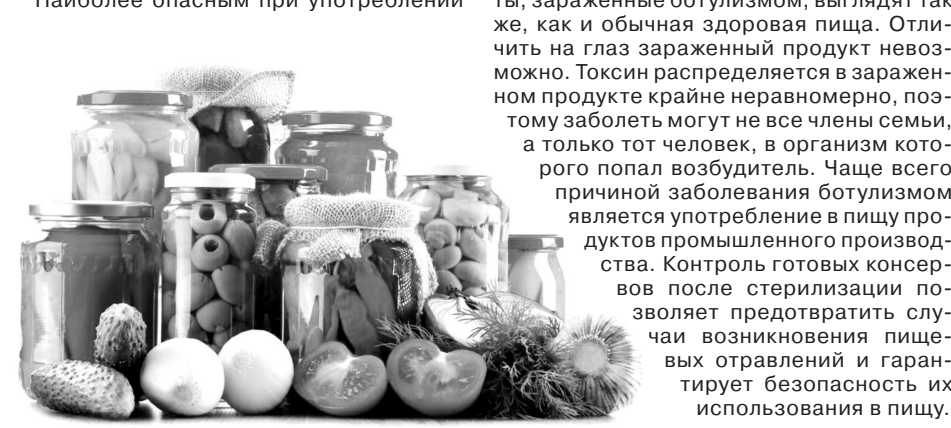 Наиболее опасным при употреблении
ты, зараженные ботулизмом, выглядят так
же, как и обычная здоровая пища. Отли-
чить на глаз зараженный продукт невоз-
можно. Токсин распределяется в заражен-
ном продукте крайне неравномерно, поэ-
тому заболеть могут не все члены семьи,
а только тот человек, в организм кото-
рого попал возбудитель. Чаще всего
причиной заболевания ботулизмом
является употребление в пищу про-
дуктов промышленного производ-
ства. Контроль готовых консер-
вов после стерилизации по-
зволяет предотвратить слу-
чаи возникновения пище-
вых отравлений и гаран-
тирует безопасность их
использования в пищу.